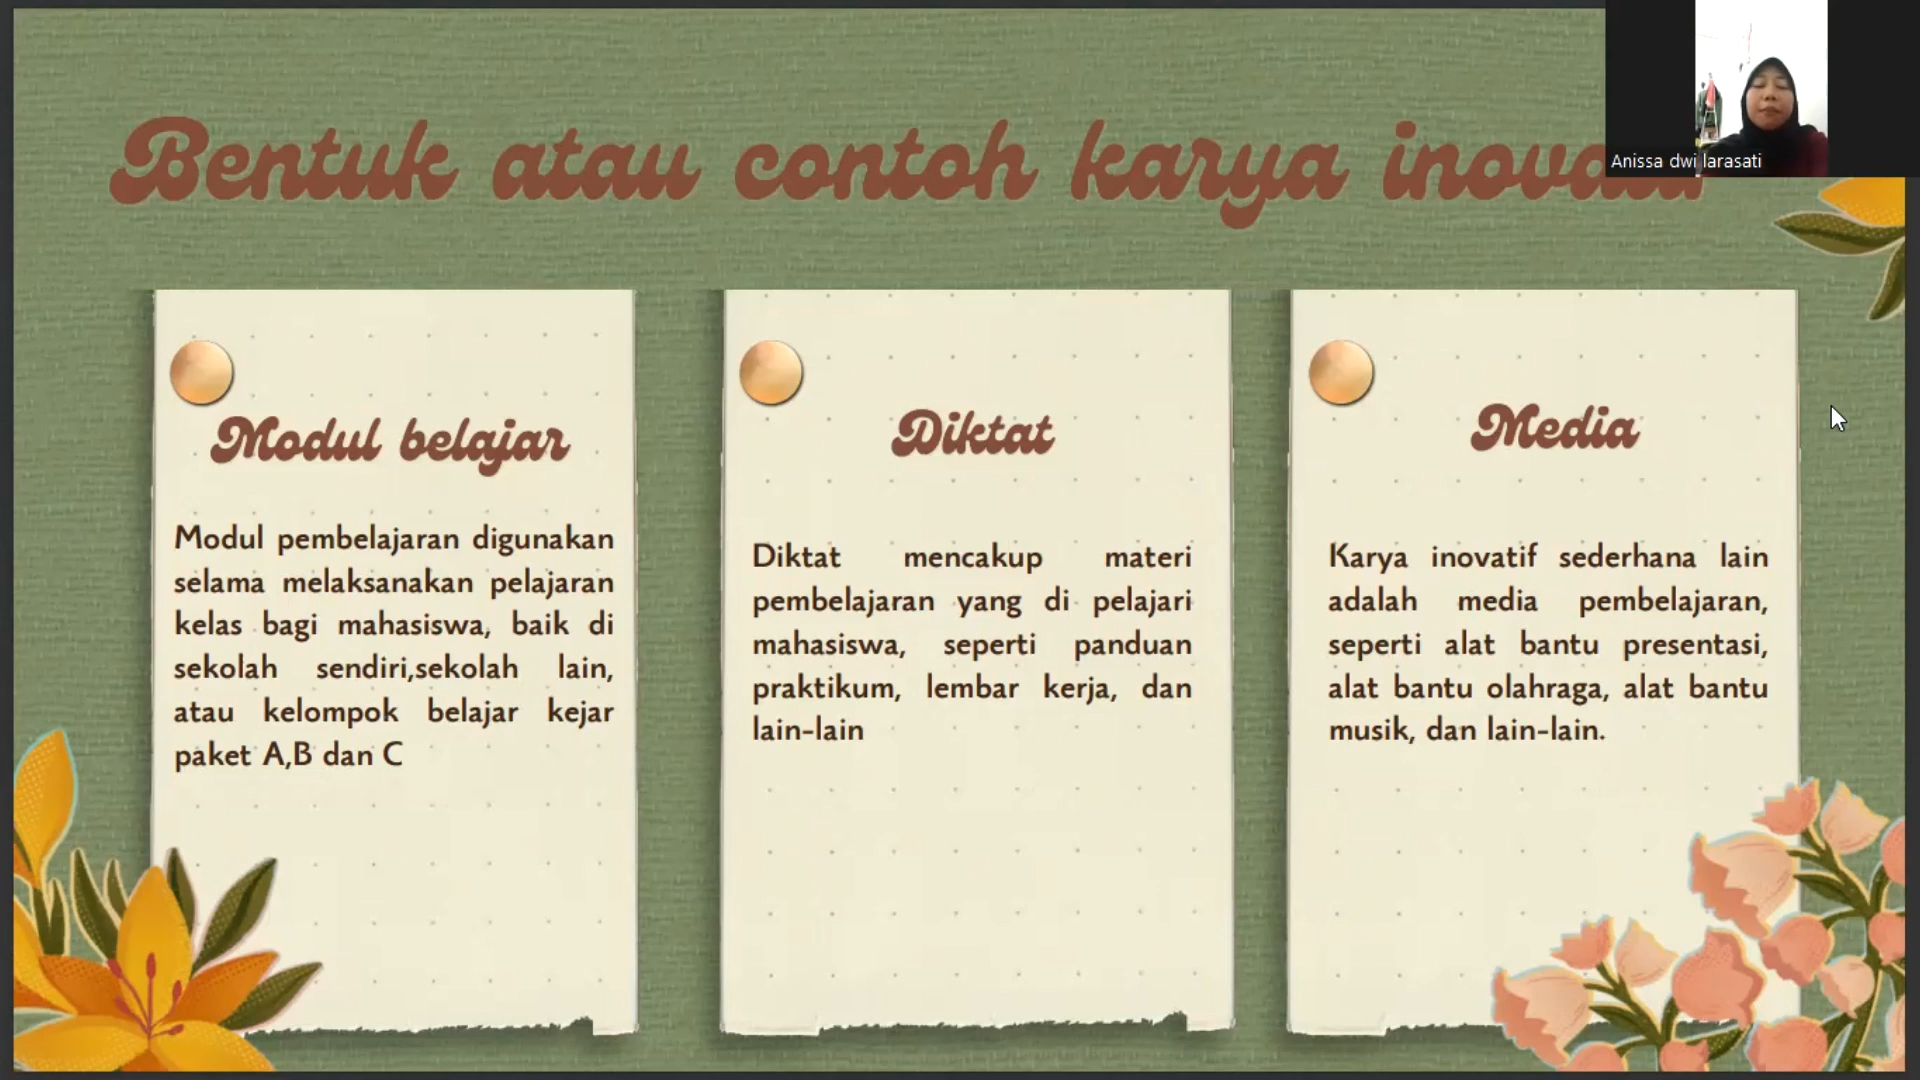 Bentuk atau contoh karya
Anissa dwi larasati
Modul belajar
Modul pembelajaran digunakan
selama melaksanakan pelajaran
kelas bagi mahasiswa, baik di
sekolah sendiri,sekolah lain,
atau kelompok belajar kejar
paket A,B dan C
Diktat
Diktat mencakup materi
pembelajaran yang di pelajari
mahasiswa, seperti panduan
praktikum, lembar kerja, dan
lain-lain
Media
Karya inovatif sederhana lain
adalah media pembelajaran,
seperti alat bantu presentasi,
alat bantu olahraga, alat bantu
musik, dan lain-lain.